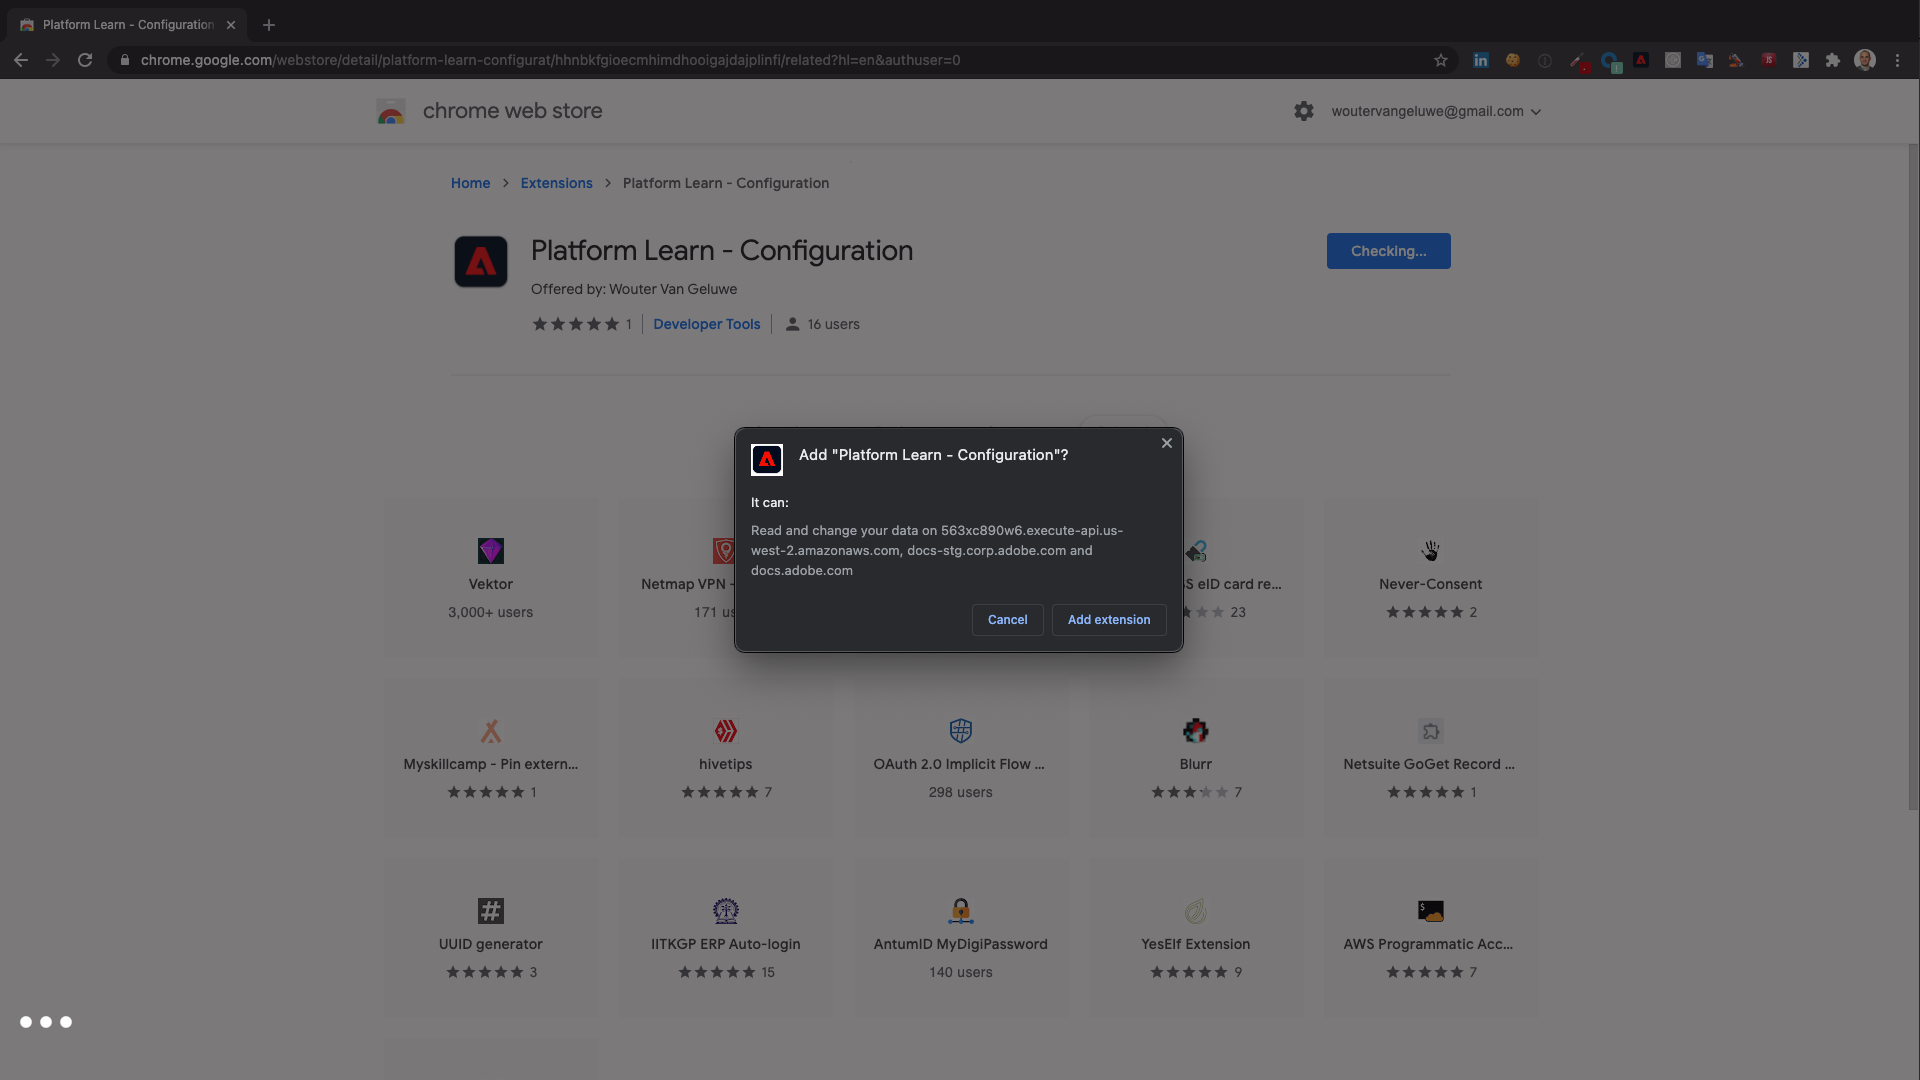 Platform Learn - Configuration
chrome.google.com/webstore/detail/platform-learn-configurat/hhnbkfgioecmhimdhooigajdajplinfi/related?hl=en&authuser=0
chrome web store
woutervangeluwe@gmail.com
Home > Extensions > Platform Learn - Configuration
Platform Learn - Configuration
Checking...
Offered by: Wouter Van Geluwe
1
Developer Tools
16 users
Add "Platform Learn - Configuration"?
It can:
Read and change your data on 563xc890w6.execute-api.us-
west-2.amazonaws.com, docs-stg.corp.adobe.com and
docs.adobe.com
Cancel
Add extension
Vektor
3,000+ users
Netmap VPN -
171 us
S eID card re...
23
Never-Consent
2
Myskillcamp - Pin extern...
1
hivetips
7
OAuth 2.0 Implicit Flow ...
298 users
Blurr
7
Netsuite GoGet Record ...
1
UUID generator
3
IITKGP ERP Auto-login
15
AntumID MyDigiPassword
140 users
YesElf Extension
9
AWS Programmatic Acc...
7